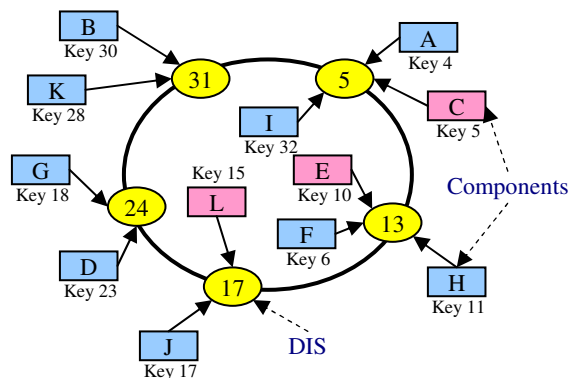 B
Key 30
K
Key 28
31
5
A
Key 4
C
Key 5
I
Key 32
G
Key 18
24
D
Key 23
Key 15
L
E
Key 10
F
Key 6
13
Components
H
Key 11
17
J
Key 17
DIS